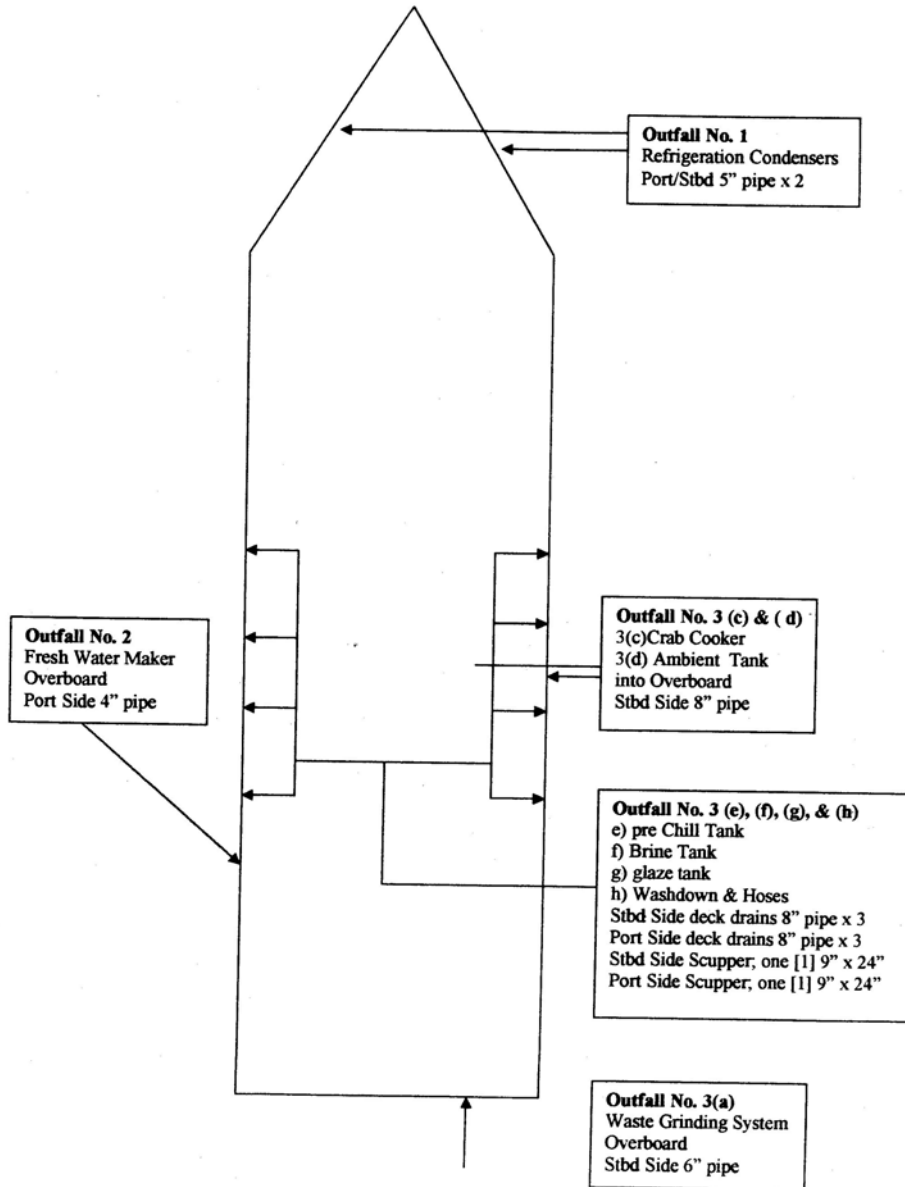 Outfall No. 1
Refrigeration Condensers
Port/Stbd 5” pipe x 2
Outfall No. 2
Fresh Water Maker
Overboard
Port Side 4” pipe
Outfall No. 3 (c) & ( d)
3(c)Crab Cooker
3(d) Ambient Tank
into Overboard
Stbd Side 8” pipe
Outfall No. 3 (e), (f), (g), & (h)
e) pre Chill Tank
f) Brine Tank
g) glaze tank
h) Washdown & Hoses
Stbd Side deck drains 8” pipe x 3
Port Side deck drains 8” pipe x 3
Stbd Side Scupper; one [1] 9” x 24”
Port Side Scupper; one [1] 9” x 24”
Outfall No. 3(a)
Waste Grinding System
Overboard
Stbd Side 6” pipe